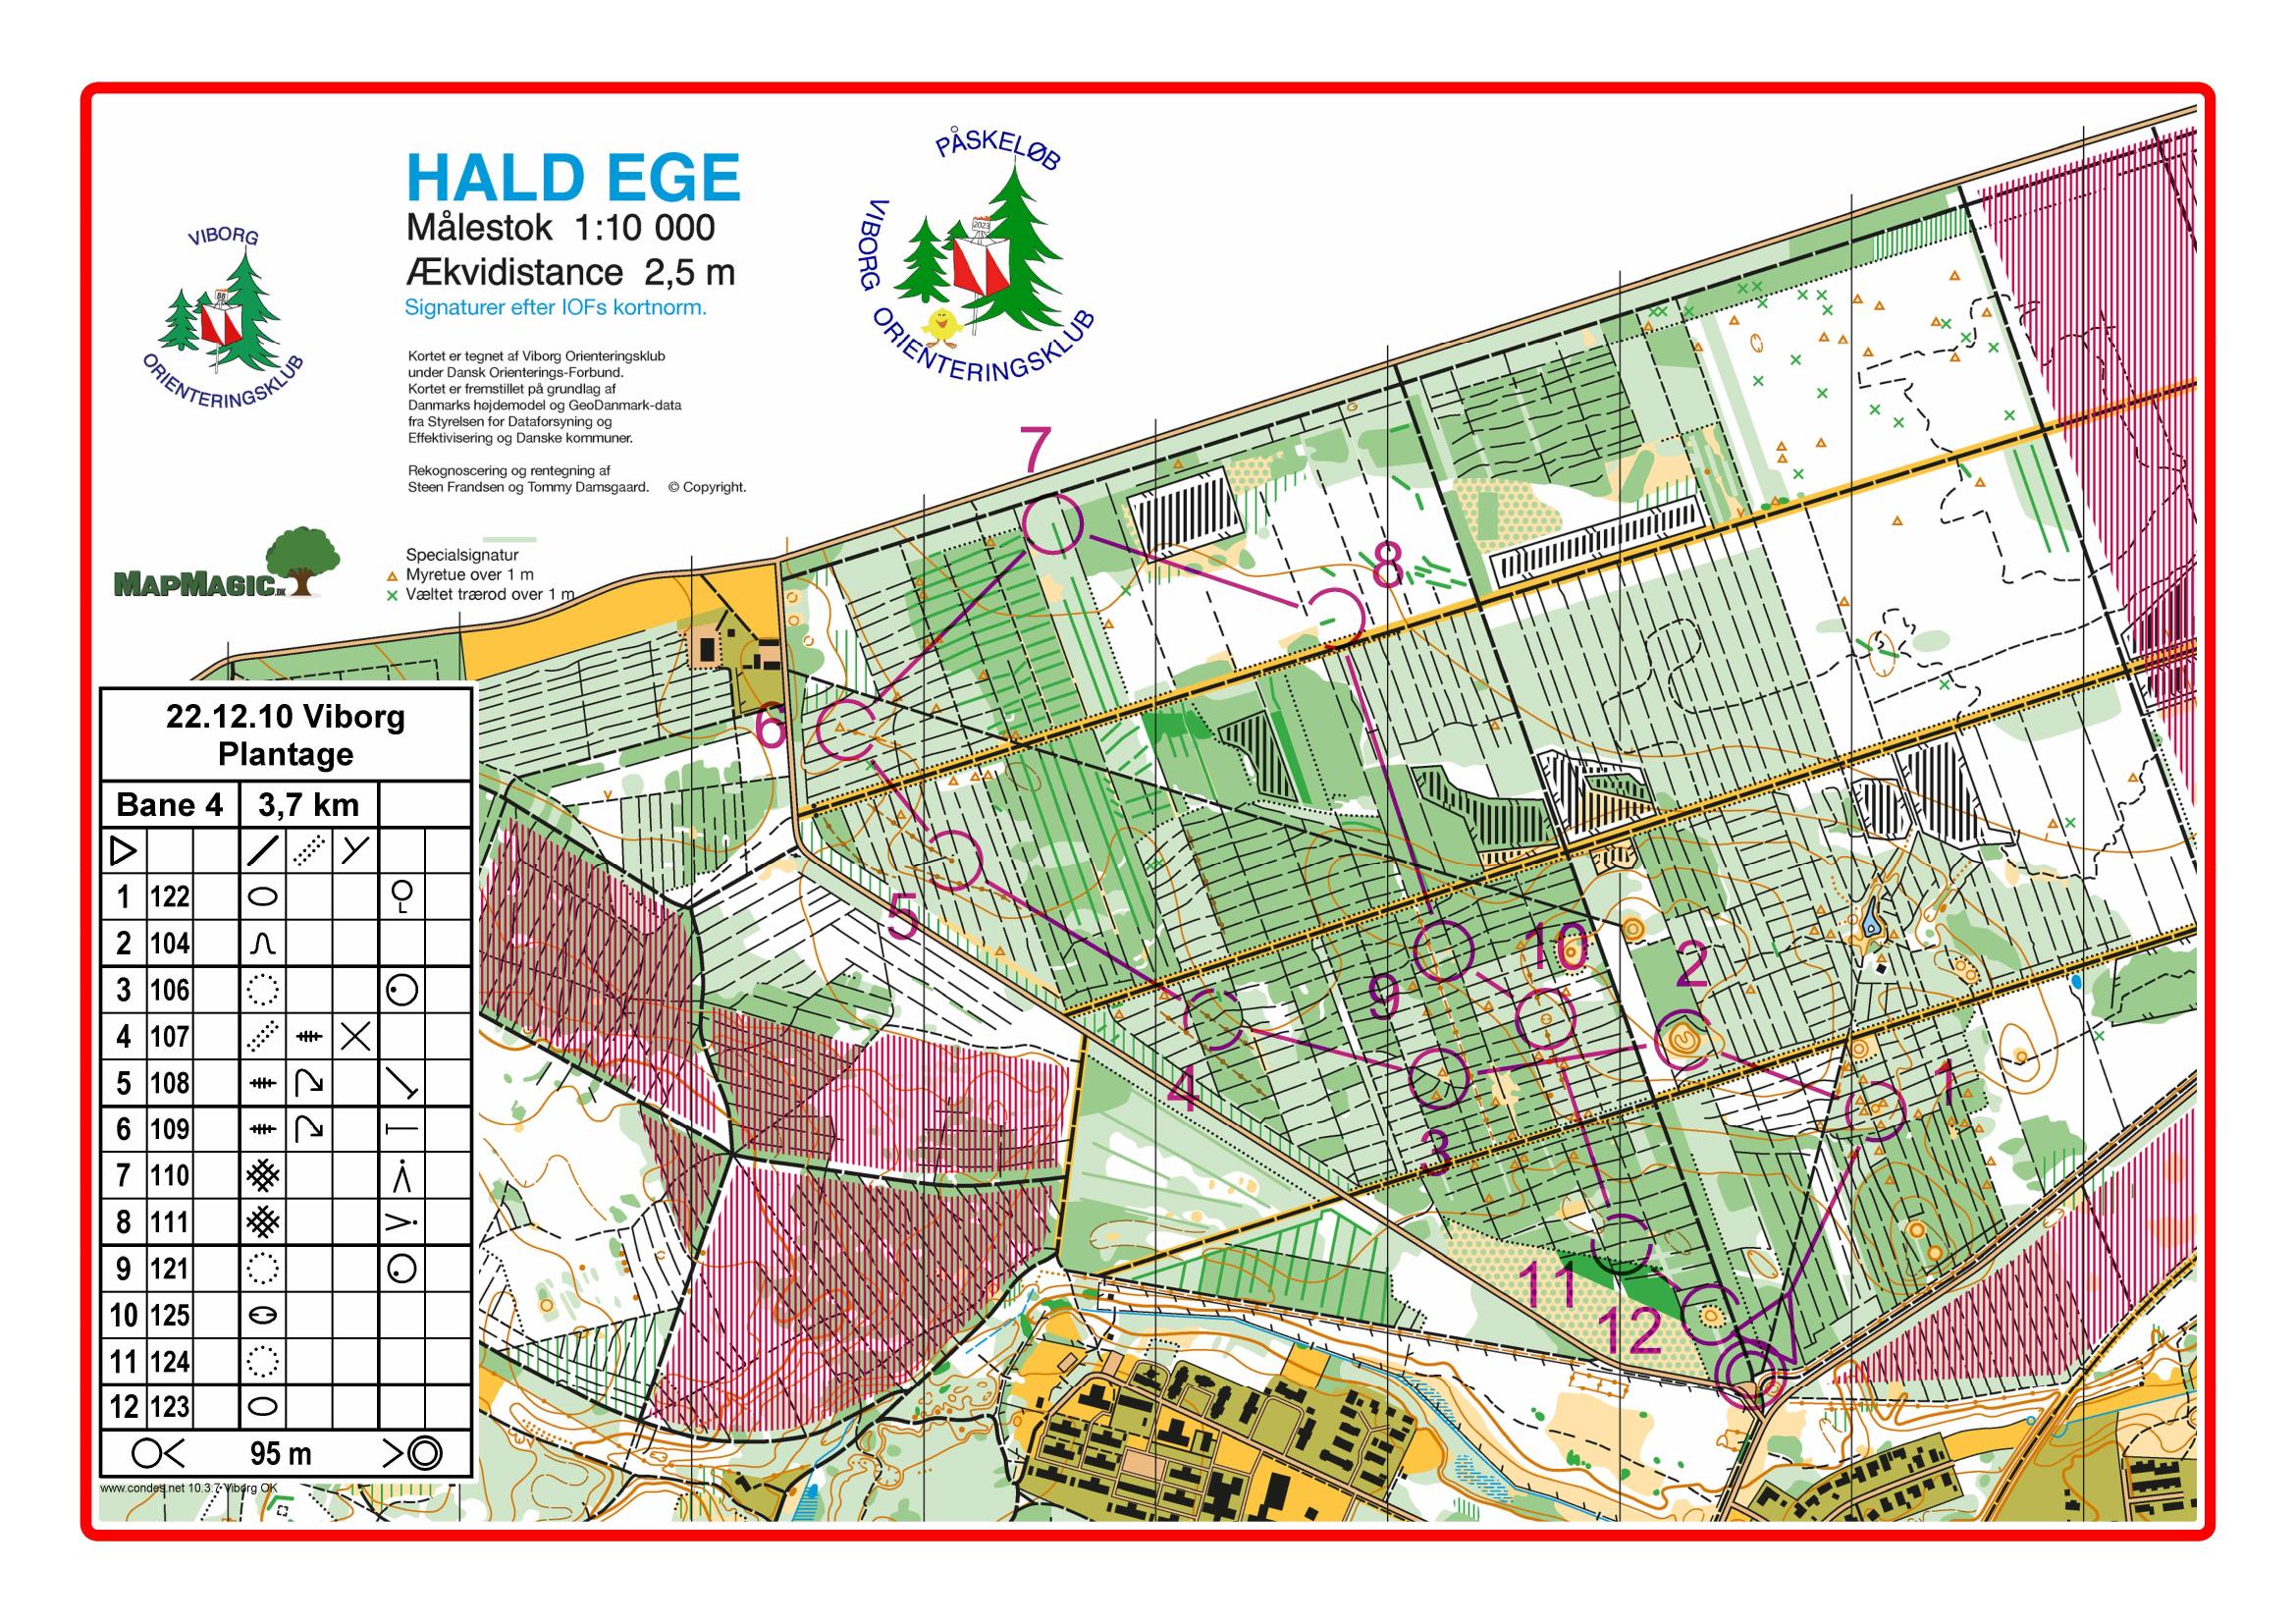 HALD EGE
Målestok 1:10 000
Ækvidistance 2,5 m
Signaturer efter IOFs kortnorm.
Kortet er tegnet af Viborg Orienteringsklub
under Dansk Orienterings-Forbund.
Kortet er fremstillet på grundlag af
Danmarks højdemodel og GeoDanmark-data
fra Styrelsen for Dataforsyning og
Effektivisering og Danske kommuner.
Rekognoscering og rentegning af
Steen Frandsen og Tommy Damsgaard. © Copyright.
Specialsignatur
Myretue over 1 m
Væltet trærod over 1 m
VIBORG
88
ORIENTERINGSKLUB
PÅSKELØB
2023
VIBORG
ORIENTERINGSKLUB
MAPMAGIC.DK
22.12.10 Viborg
Plantage
Bane 4 3,7 km
1 122
2 104
3 106
4 107
5 108
6 109
7 110
8 111
9 121
10 125
11 124
12 123
95 m
www.condes.net 10.3.7 Viborg OK
7
8
6
5
10
2
9
4
1
3
11
12